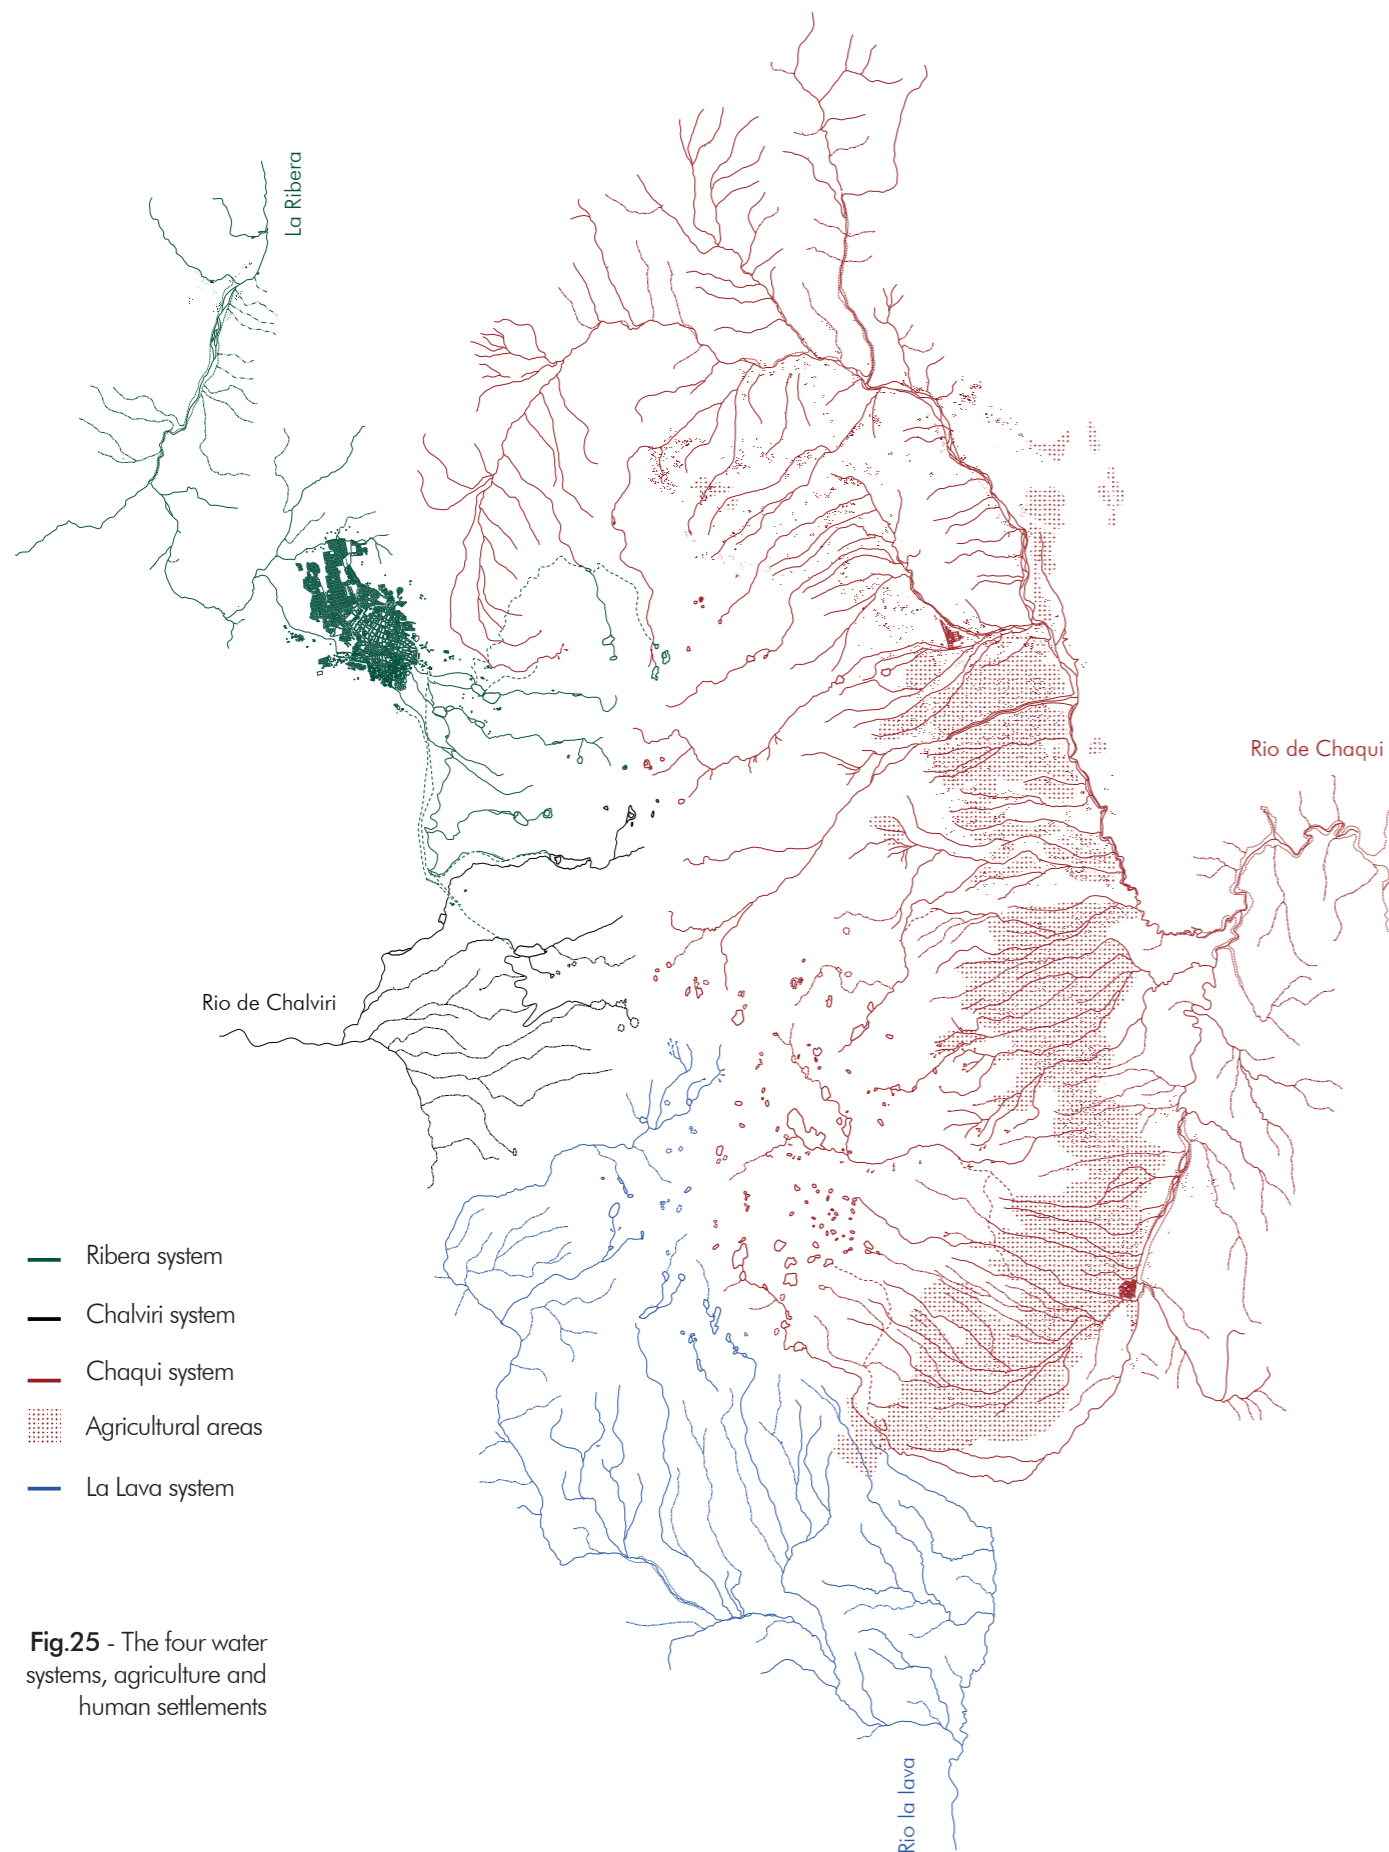 La Ribera
Rio de Chaqui
Rio de Chalviri
Ribera system
Chalviri system
Chaqui system
Agricultural areas
La Lava system
Fig.25 - The four water
systems, agriculture and
human settlements
Rio la lava